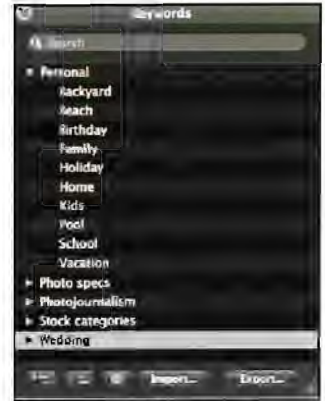 Keywords
Search
Personal
Backyard
Beach
Birthday
Family
Holiday
Home
Kids
Pool
School
Vacation
Photo specs
Photojournalism
Stock categories
Wedding
Import...
Export...